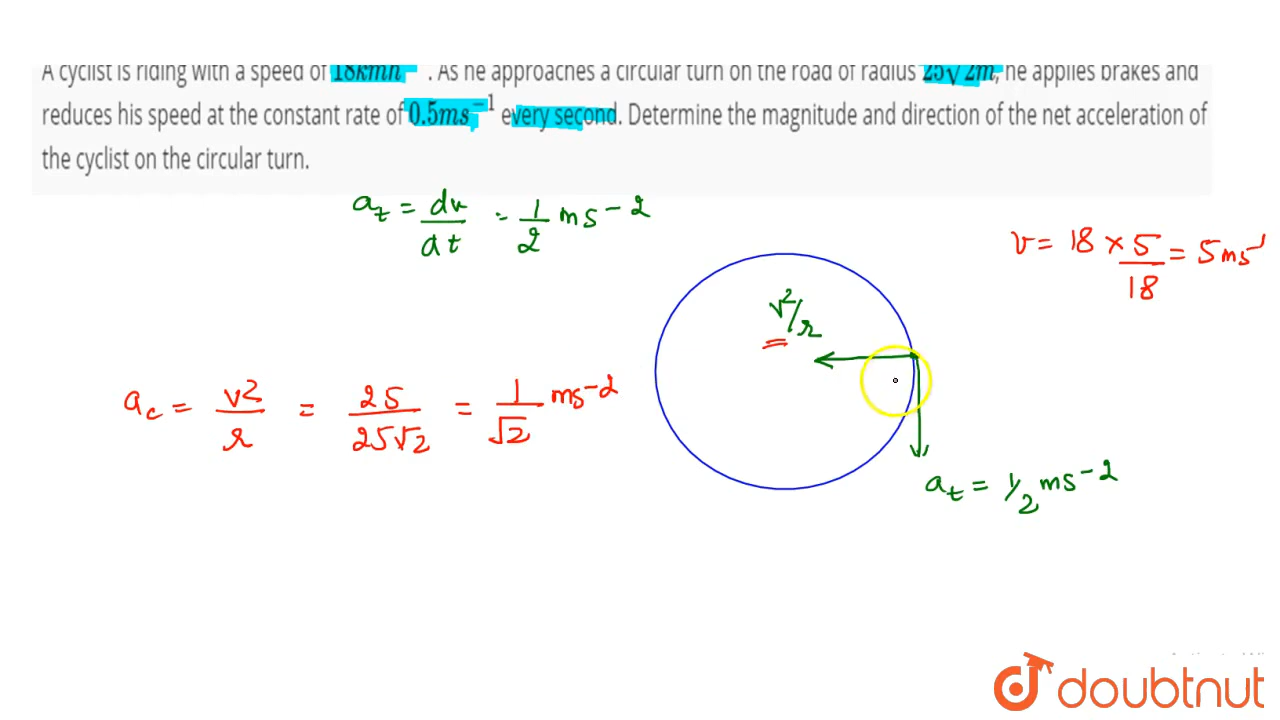 A cyclist is riding with a speed of 18kmh⁻ . As he approaches a circular turn on the road of radius 25√2m, he applies brakes and
reduces his speed at the constant rate of 0.5ms⁻¹ every second. Determine the magnitude and direction of the net acceleration of
the cyclist on the circular turn.
a_t = dv/dt = 1/2 ms⁻²
v = 18 × 5/18 = 5 ms⁻¹
v²/r
a_c = v²/r = 25/25√2 = 1/√2 ms⁻²
a_t = 1/2 ms⁻²
doubtnut